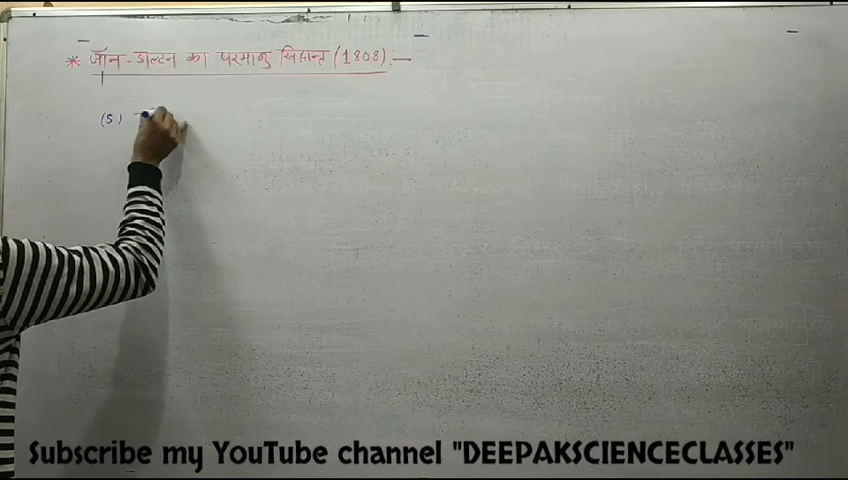 * जॉन - डाल्टन का परमाणु सिद्धान्त (1808) :—
(5)
Subscribe my YouTube channel "DEEPAKSCIENCECLASSES"